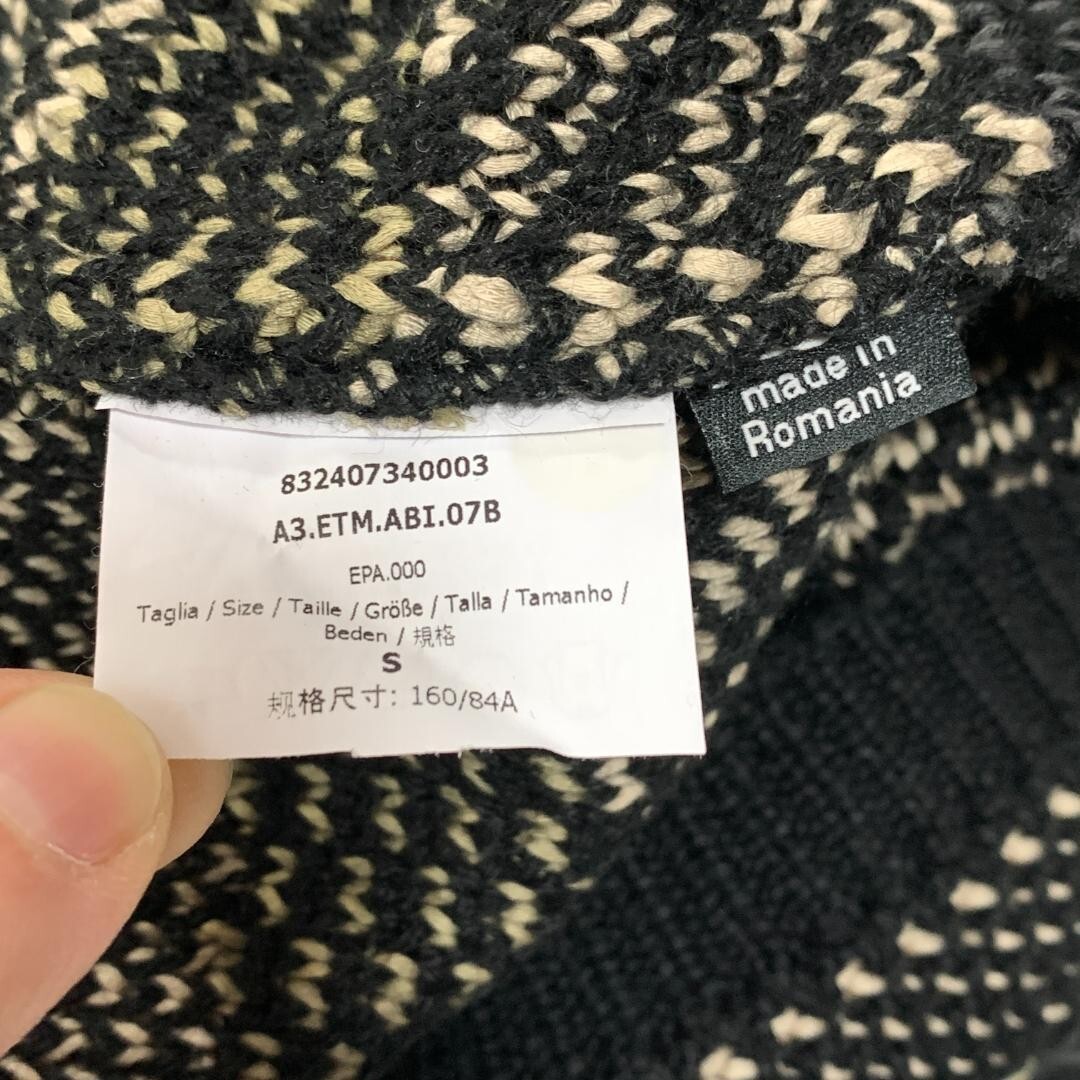 832407340003
A3.ETM.ABI.07B
EPA.000
Taglia / Size / Taille / Größe / Talla / Tamanho /
Beden / 規格
S
规格尺寸: 160/84A
made in
Romania